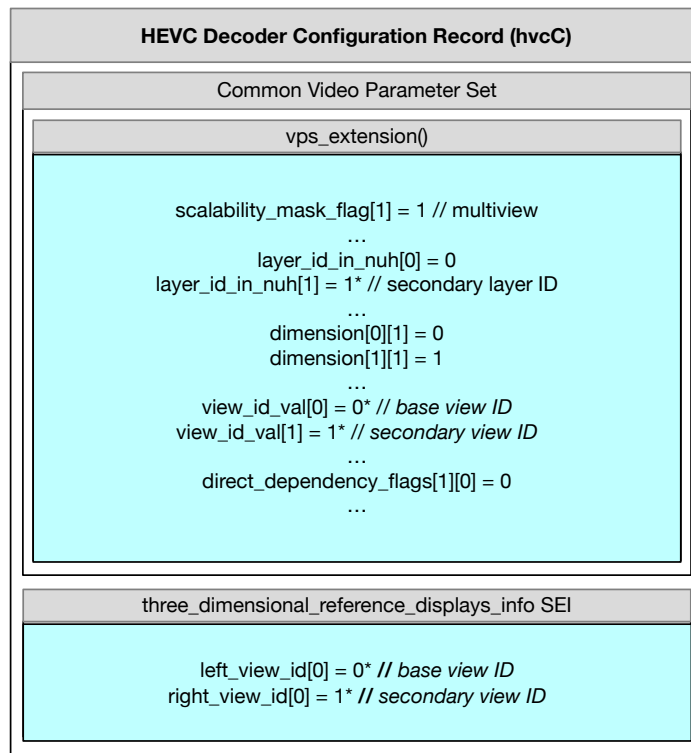 HEVC Decoder Configuration Record (hvcC)
Common Video Parameter Set
vps_extension()
scalability_mask_flag[1] = 1 // multiview
…
layer_id_in_nuh[0] = 0
layer_id_in_nuh[1] = 1* // secondary layer ID
…
dimension[0][1] = 0
dimension[1][1] = 1
…
view_id_val[0] = 0* // base view ID
view_id_val[1] = 1* // secondary view ID
…
direct_dependency_flags[1][0] = 0
…
three_dimensional_reference_displays_info SEI
left_view_id[0] = 0* // base view ID
right_view_id[0] = 1* // secondary view ID